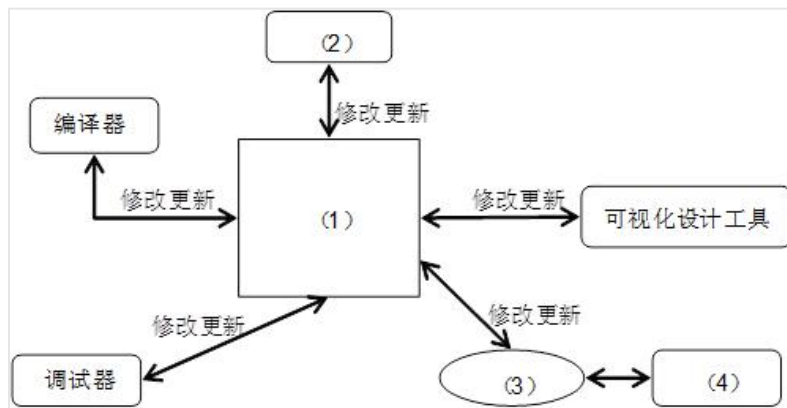 （2）
修改更新
编译器
修改更新
（1）
修改更新
可视化设计工具
修改更新
修改更新
调试器
（3）
（4）